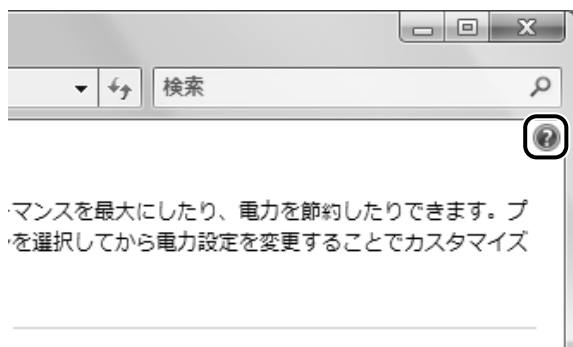 検索
マンスを最大にしたり、電力を節約したりできます。プ
を選択してから電力設定を変更することでカスタマイズ